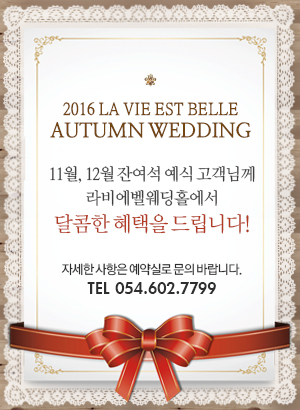 2016 LA VIE EST BELLE
AUTUMN WEDDING
11월, 12월 잔여석 예식 고객님께
라비에벨웨딩홀에서
달콤한 혜택을 드립니다!
자세한 사항은 예약실로 문의 바랍니다.
TEL 054.602.7799